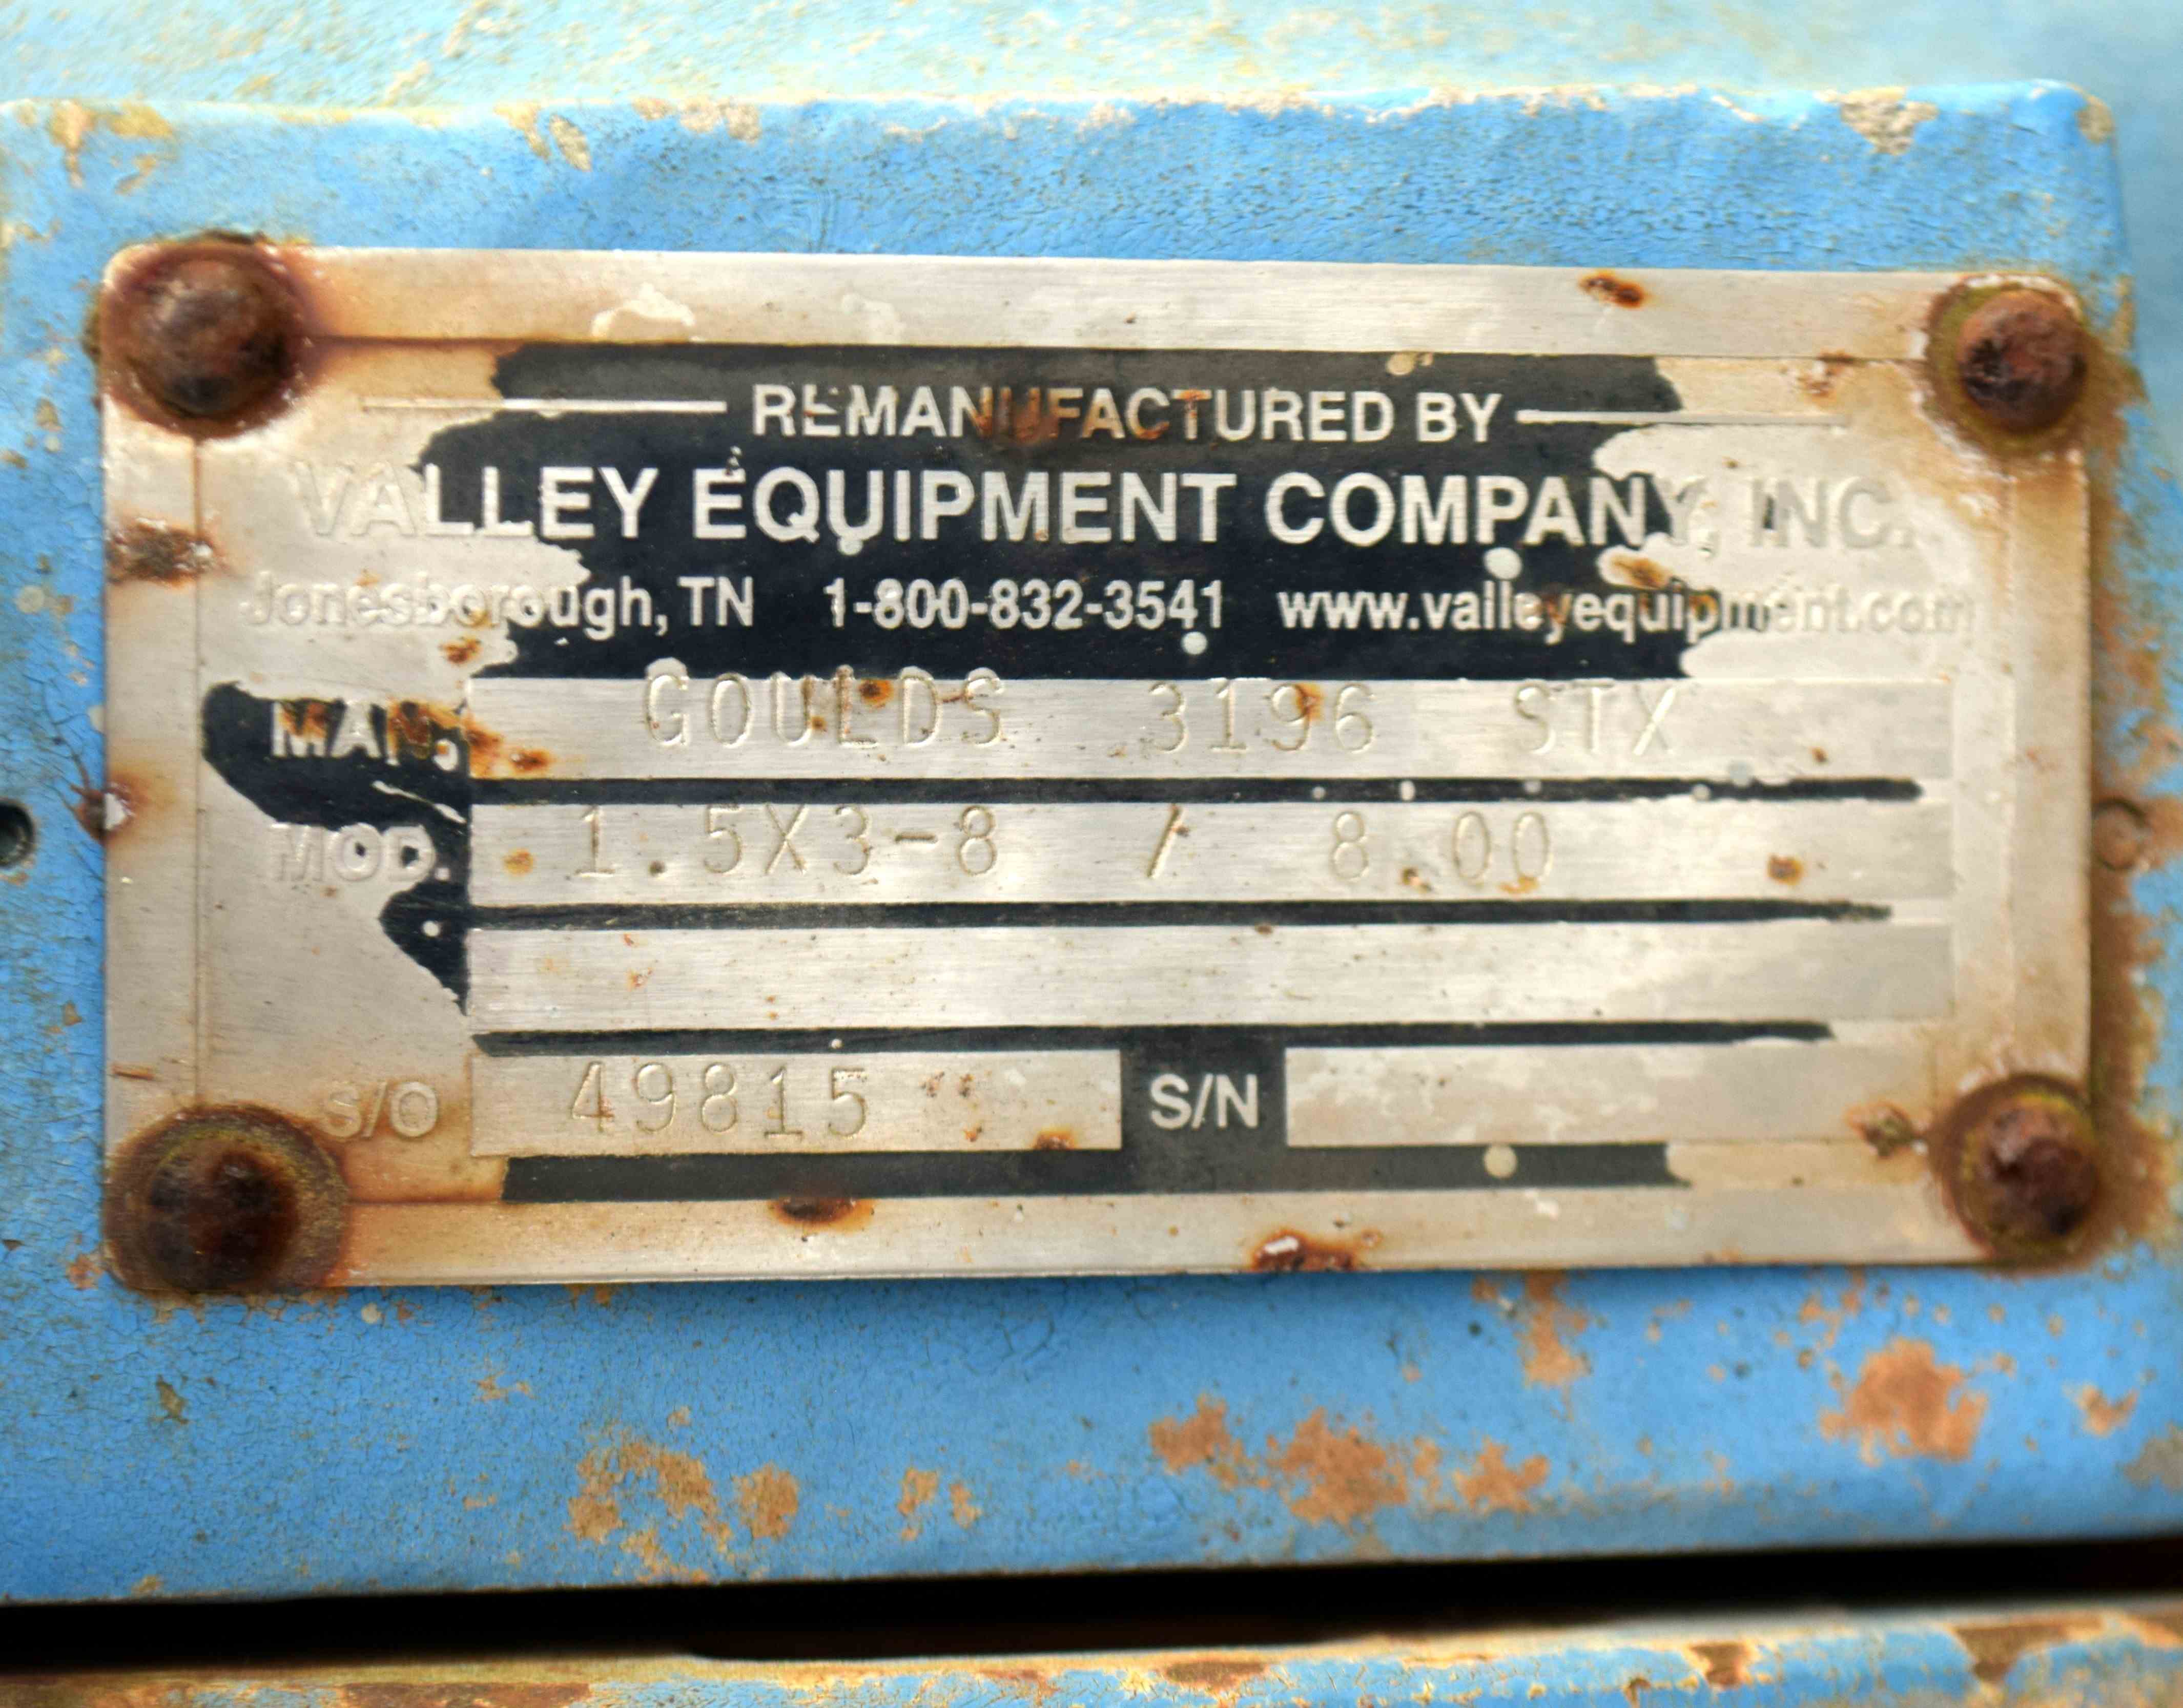 REMANUFACTURED BY
VALLEY EQUIPMENT COMPANY, INC.
Jonesborough, TN 1-800-832-3541 www.valleyequipment.com
MAN. GOULDS 3196 STX
MOD. 1.5X3-8 / 8.00
S/O 49815 S/N